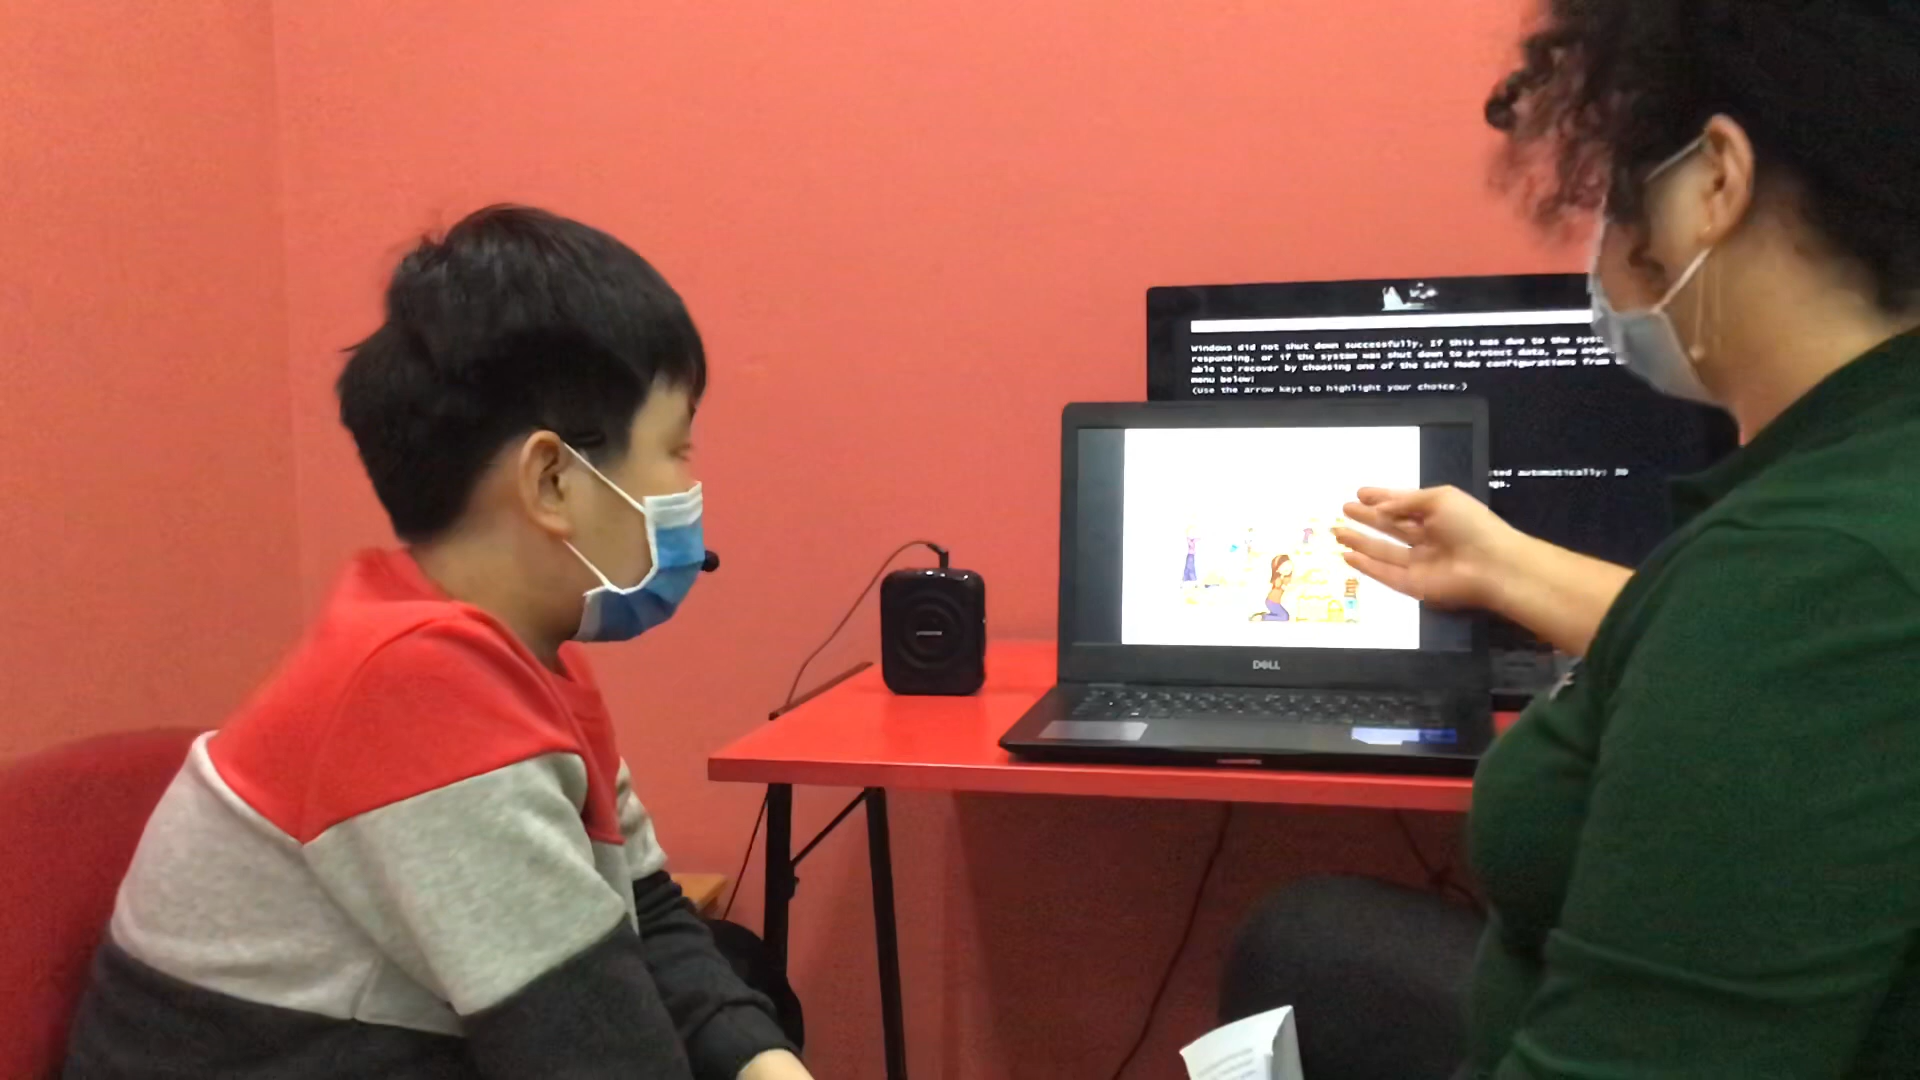 Windows did not shut down successfully. If this was due to the
responding, or if the system was shut down to protect data, you
able to recover by choosing one of the Safe Mode configurations from
menu below:
(Use the arrow keys to highlight your choice.)
automatically: 30
DELL